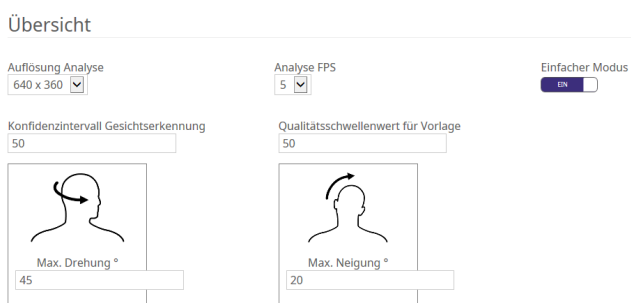 Übersicht
Auflösung Analyse Analyse FPS Einfacher Modus
640 x 360 5 EIN
Konfidenzintervall Gesichtserkennung Qualitätsschwellenwert für Vorlage
50 50
Max. Drehung ° Max. Neigung °
45 20